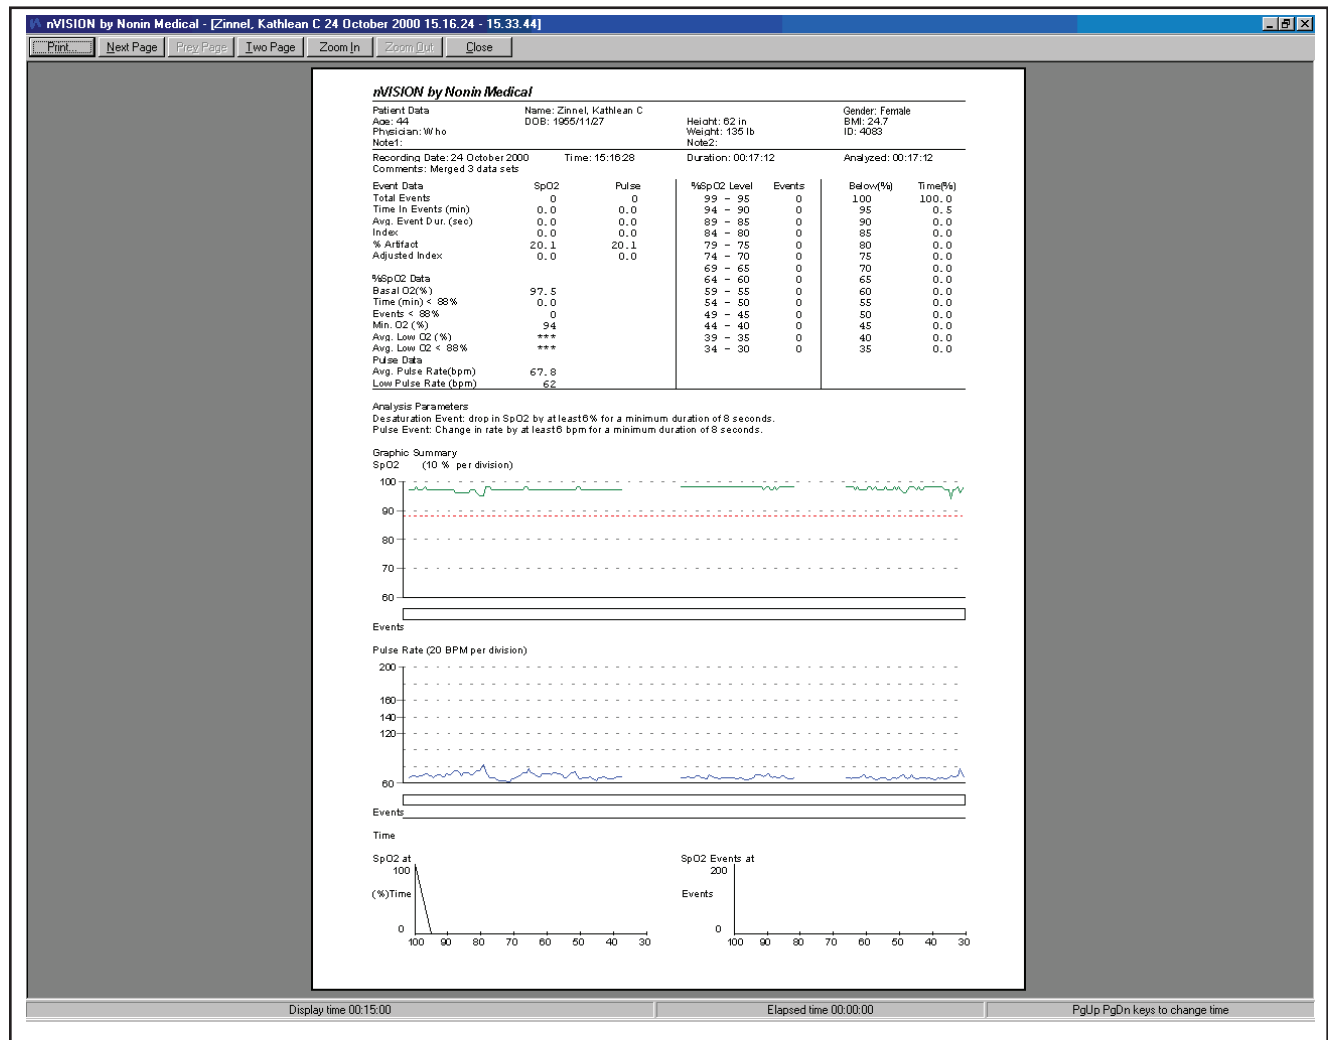 nVISION by Nonin Medical - [Zinnel, Kathlean C 24 October 2000 15.16.24 - 15.33.44]
Print... Next Page Prev Page Two Page Zoom In Zoom Out Close
nVISION by Nonin Medical
Patient Data Name: Zinnel, Kathlean C Gender: Female
Age: 44 DOB: 1955/11/27 Height: 62 in BMI: 24.7
Physician: Who Weight: 135 lb ID: 4083
Note1: Note2:
Recording Date: 24 October 2000 Time: 15:16:28 Duration: 00:17:12 Analyzed: 00:17:12
Comments: Merged 3 data sets
Event Data SpO2 Pulse %SpO2 Level Events Below(%) Time(%)
Total Events 0 0 99 - 95 0 100 100.0
Time In Events (min) 0.0 0.0 94 - 90 0 95 0.5
Avg. Event Dur. (sec) 0.0 0.0 89 - 85 0 90 0.0
Index 0.0 0.0 84 - 80 0 85 0.0
% Artifact 20.1 20.1 79 - 75 0 80 0.0
Adjusted Index 0.0 0.0 74 - 70 0 75 0.0
69 - 65 0 70 0.0
%SpO2 Data 64 - 60 0 65 0.0
Basal O2(%) 97.5 59 - 55 0 60 0.0
Time (min) < 88% 0.0 54 - 50 0 55 0.0
Events < 88% 0 49 - 45 0 50 0.0
Min. O2 (%) 94 44 - 40 0 45 0.0
Avg. Low O2 (%) *** 39 - 35 0 40 0.0
Avg. Low O2 < 88% *** 34 - 30 0 35 0.0
Pulse Data
Avg. Pulse Rate(bpm) 67.8
Low Pulse Rate (bpm) 62
Analysis Parameters
Desaturation Event: drop in SpO2 by at least 6% for a minimum duration of 8 seconds.
Pulse Event: Change in rate by at least 6 bpm for a minimum duration of 8 seconds.
Graphic Summary
SpO2 (10 % per division)
100
90
80
70
60
Events
Pulse Rate (20 BPM per division)
200
160
140
120
60
Events
Time
SpO2 at SpO2 Events at
100 200
(%)Time Events
0 0
100 90 80 70 60 50 40 30 100 90 80 70 60 50 40 30
Display time 00:15:00 Elapsed time 00:00:00 PgUp PgDn keys to change time